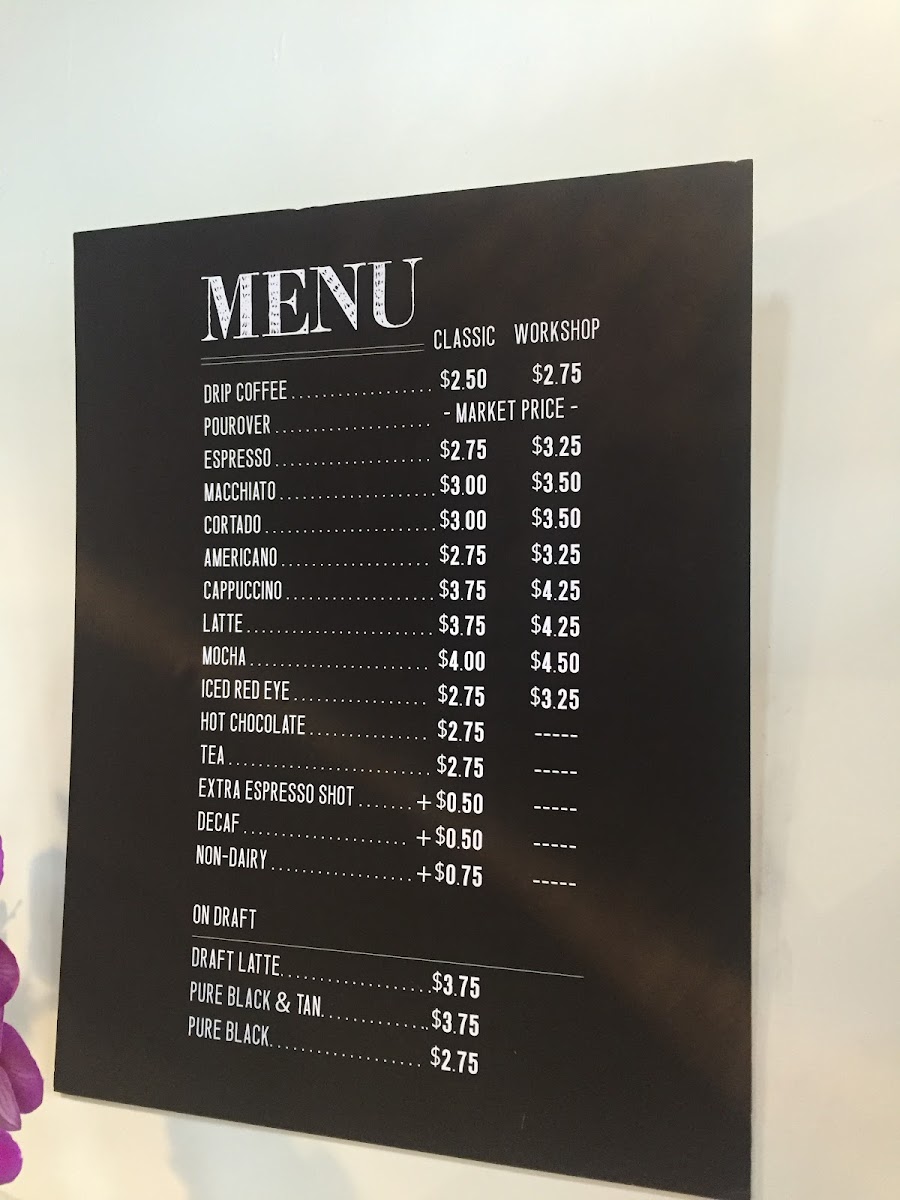 MENU
CLASSIC WORKSHOP
DRIP COFFEE.................... $2.50 $2.75
POUROVER...................... - MARKET PRICE -
ESPRESSO...................... $2.75 $3.25
MACCHIATO...................... $3.00 $3.50
CORTADO........................ $3.00 $3.50
AMERICANO..................... $2.75 $3.25
CAPPUCCINO..................... $3.75 $4.25
LATTE.......................... $3.75 $4.25
MOCHA......................... $4.00 $4.50
ICED RED EYE................... $2.75 $3.25
HOT CHOCOLATE................. $2.75 -----
TEA............................ $2.75 -----
EXTRA ESPRESSO SHOT....... +$0.50 -----
DECAF...................... +$0.50 -----
NON-DAIRY................... +$0.75 -----
ON DRAFT
DRAFT LATTE.................... $3.75
PURE BLACK & TAN.............. $3.75
PURE BLACK.................... $2.75